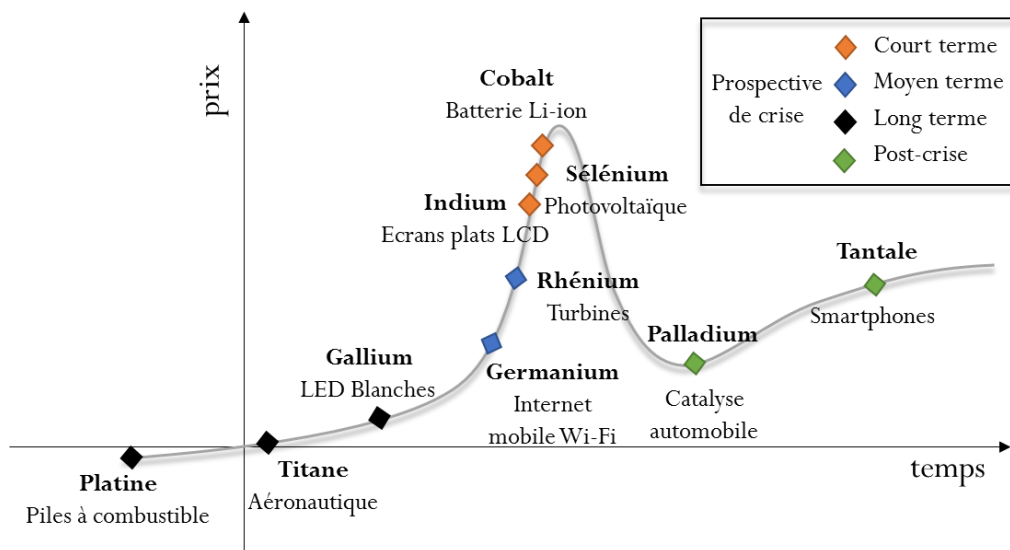 prix
Cobalt
Batterie Li-ion
Sélénium
Photovoltaïque
Indium
Ecrans plats LCD
Rhénium
Turbines
Gallium
LED Blanches
Germanium
Internet
mobile Wi-Fi
Palladium
Catalyse
automobile
Tantale
Smartphones
Platine
Piles à combustible
Titane
Aéronautique
temps
Prospective
de crise
Court terme
Moyen terme
Long terme
Post-crise